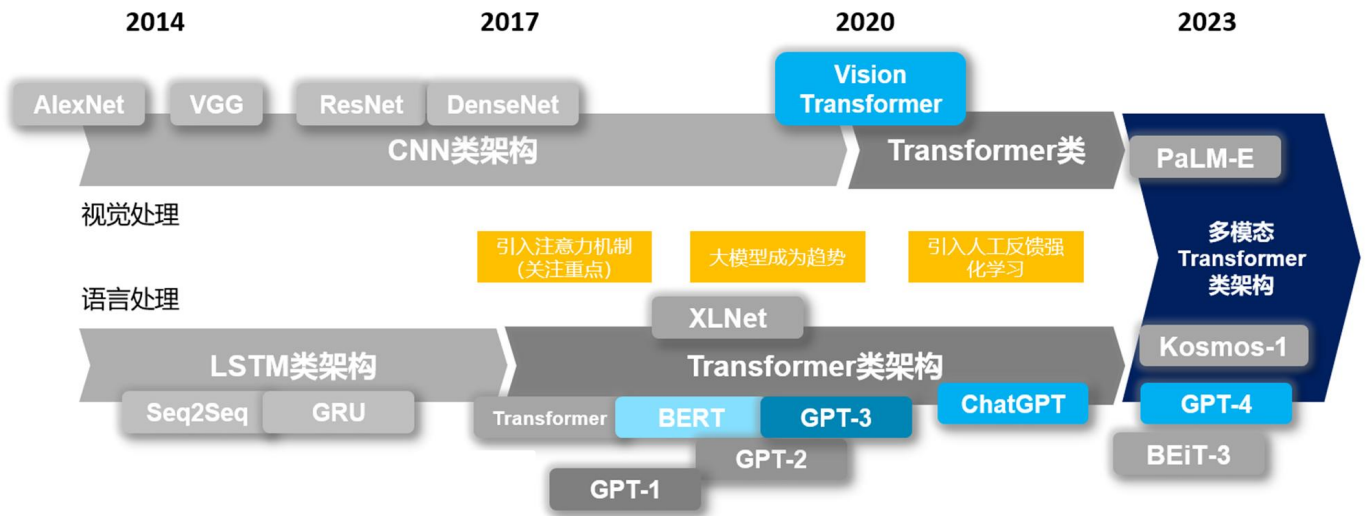 2014
2017
2020
2023
AlexNet
VGG
ResNet
DenseNet
Vision
Transformer
CNN类架构
Transformer类
PaLM-E
视觉处理
引入注意力机制
(关注重点)
大模型成为趋势
引入人工反馈强
化学习
多模态
Transformer
类架构
语言处理
XLNet
LSTM类架构
Transformer类架构
Kosmos-1
Seq2Seq
GRU
Transformer
BERT
GPT-3
ChatGPT
GPT-4
GPT-2
BEiT-3
GPT-1